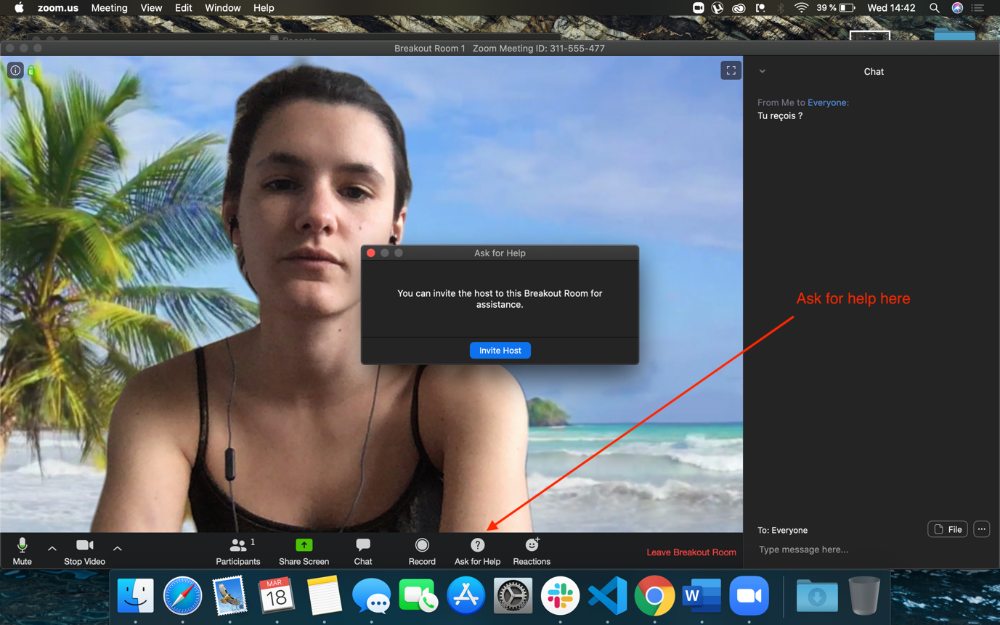 zoom.us Meeting View Edit Window Help 39 % Wed 14:42
Recents
Breakout Room 1 Zoom Meeting ID: 311-555-477
E
Chat
From Me to Everyone:
Tu reçois ?
Ask for Help
You can invite the host to this Breakout Room for
assistance.
Invite Host
Ask for help here
To: Everyone File
Type message here...
1
Mute Stop Video Participants Share Screen Chat Record Ask for Help Reactions Leave Breakout Room
MAR
18
W